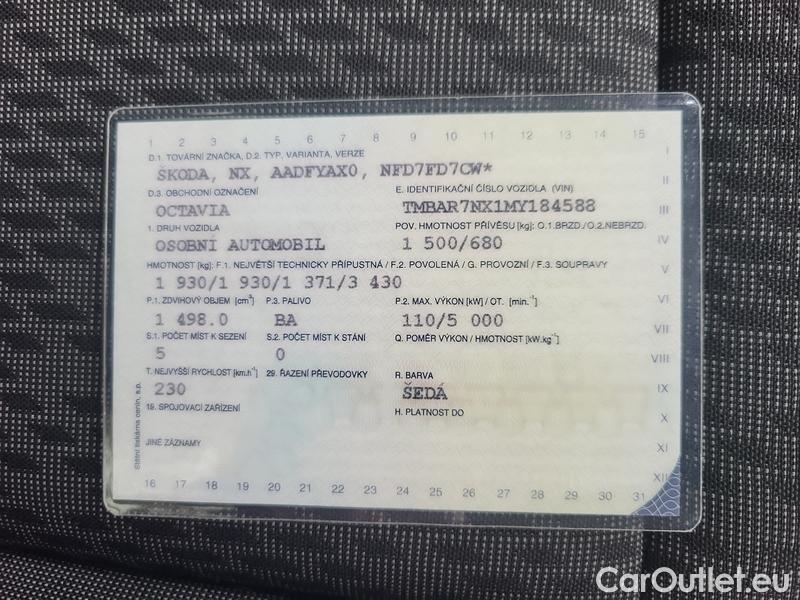 1 2 3 4 5 6 7 8 9 10 11 12 13 14 15
D.1. TOVÁRNÍ ZNAČKA, D.2. TYP, VARIANTA, VERZE I
ŠKODA, NX, AADFYAX0, NFD7FD7CW* II
D.3. OBCHODNÍ OZNAČENÍ E. IDENTIFIKAČNÍ ČÍSLO VOZIDLA (VIN)
OCTAVIA TMBAR7NX1MY184588 III
1. DRUH VOZIDLA POV. HMOTNOST PŘÍVĚSU [kg]: O.1. BRZD./O.2. NEBRZD.
OSOBNÍ AUTOMOBIL 1 500/680 IV
HMOTNOST [kg]: F.1. NEJVĚTŠÍ TECHNICKY PŘÍPUSTNÁ / F.2. POVOLENÁ / G. PROVOZNÍ / F.3. SOUPRAVY V
1 930/1 930/1 371/3 430
P.1. ZDVIHOVÝ OBJEM [cm³] P.3. PALIVO P.2. MAX. VÝKON [kW] / OT. [min.⁻¹] VI
1 498.0 BA 110/5 000 VII
S.1. POČET MÍST K SEZENÍ S.2. POČET MÍST K STÁNÍ Q. POMĚR VÝKON / HMOTNOST [kW.kg⁻¹]
5 0 VIII
T. NEJVYŠŠÍ RYCHLOST [km.h⁻¹] 29. ŘAZENÍ PŘEVODOVKY R. BARVA
230 ŠEDÁ IX
19. SPOJOVACÍ ZAŘÍZENÍ H. PLATNOST DO X
JINÉ ZÁZNAMY XI
XII
16 17 18 19 20 21 22 23 24 25 26 27 28 29 30 31
Státní tiskárna cenin, s.p.
CarOutlet.eu